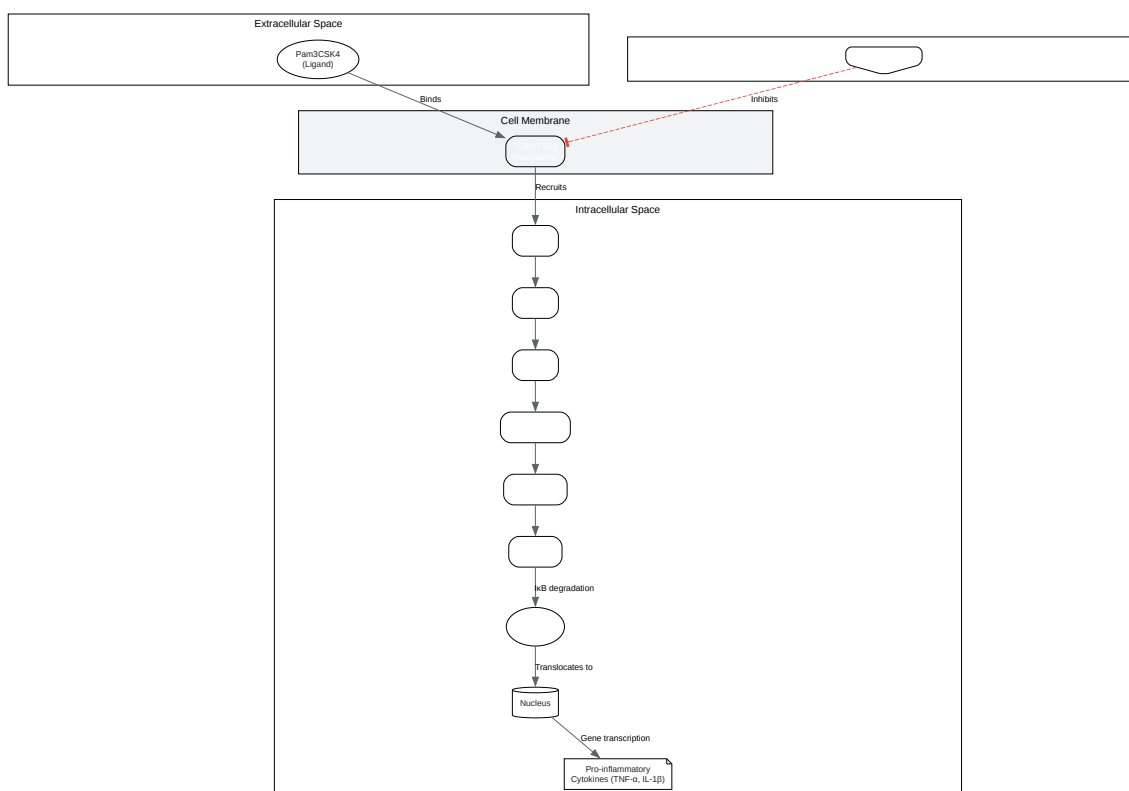 Extracellular Space
Pam3CSK4
(Ligand)
Binds
Inhibits
Cell Membrane
Recruits
Intracellular Space
IκB degradation
Translocates to
Nucleus
Gene transcription
Pro-inflammatory
Cytokines (TNF-α, IL-1β)